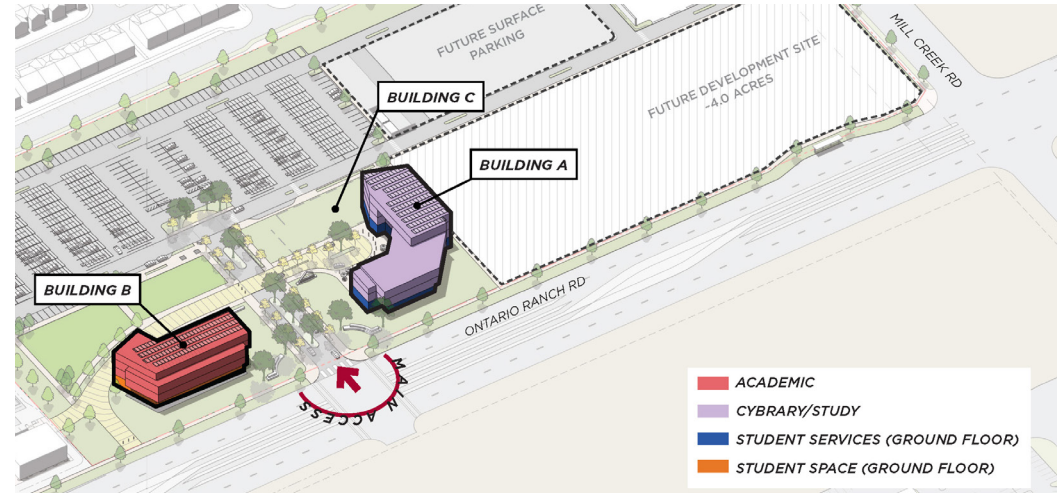 FUTURE SURFACE
PARKING
MILL CREEK RD
FUTURE DEVELOPMENT SITE
~4.0 ACRES
BUILDING C
BUILDING A
BUILDING B
ONTARIO RANCH RD
MAIN ACCESS
ACADEMIC
CYBRARY/STUDY
STUDENT SERVICES (GROUND FLOOR)
STUDENT SPACE (GROUND FLOOR)